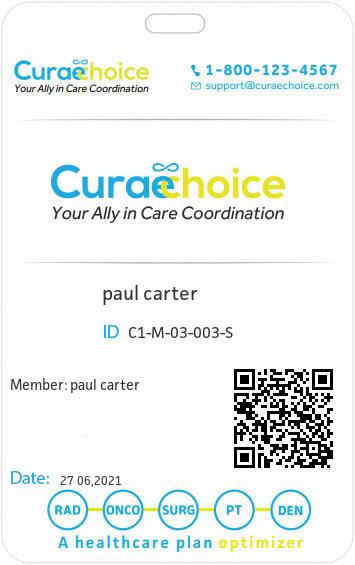 Curaechoice
Your Ally in Care Coordination
1-800-123-4567
support@curaechoice.com
Curaechoice
Your Ally in Care Coordination
paul carter
ID C1-M-03-003-S
Member: paul carter
Date: 27 06,2021
RAD ONCO SURG PT DEN
A healthcare plan optimizer